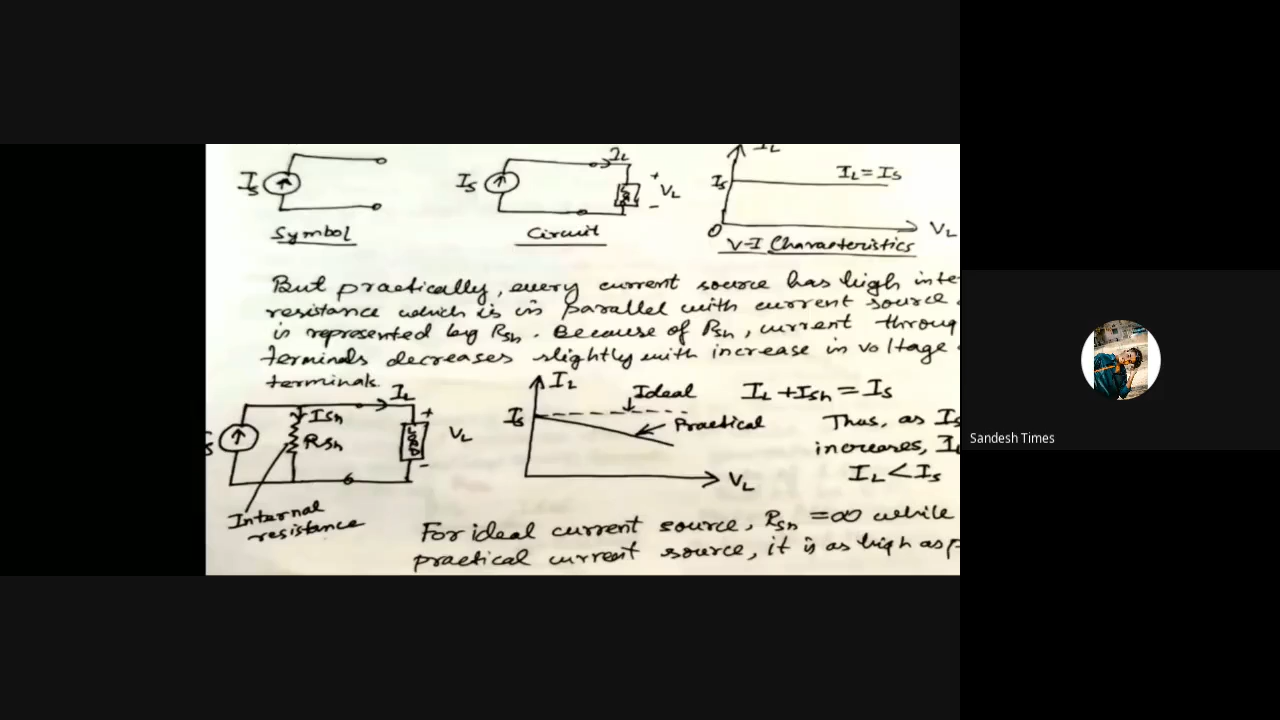 Is Is IL + VL - IL Is IL = Is O VL
Symbol Circuit V-I Characteristics
But practically, every current source has high inte
resistance which is in parallel with current source
is represented by Rsh. Because of Rsh, current throug
terminals decreases slightly with increase in voltage
terminals.
IL Ish Rsh LOAD + VL -
IL Is Ideal Practical VL
IL + Ish = Is
Thus, as Is
increases, I
IL < Is
Internal
resistance
For ideal current source, Rsh = ∞ while
practical current source, it is as high as p
Sandesh Times